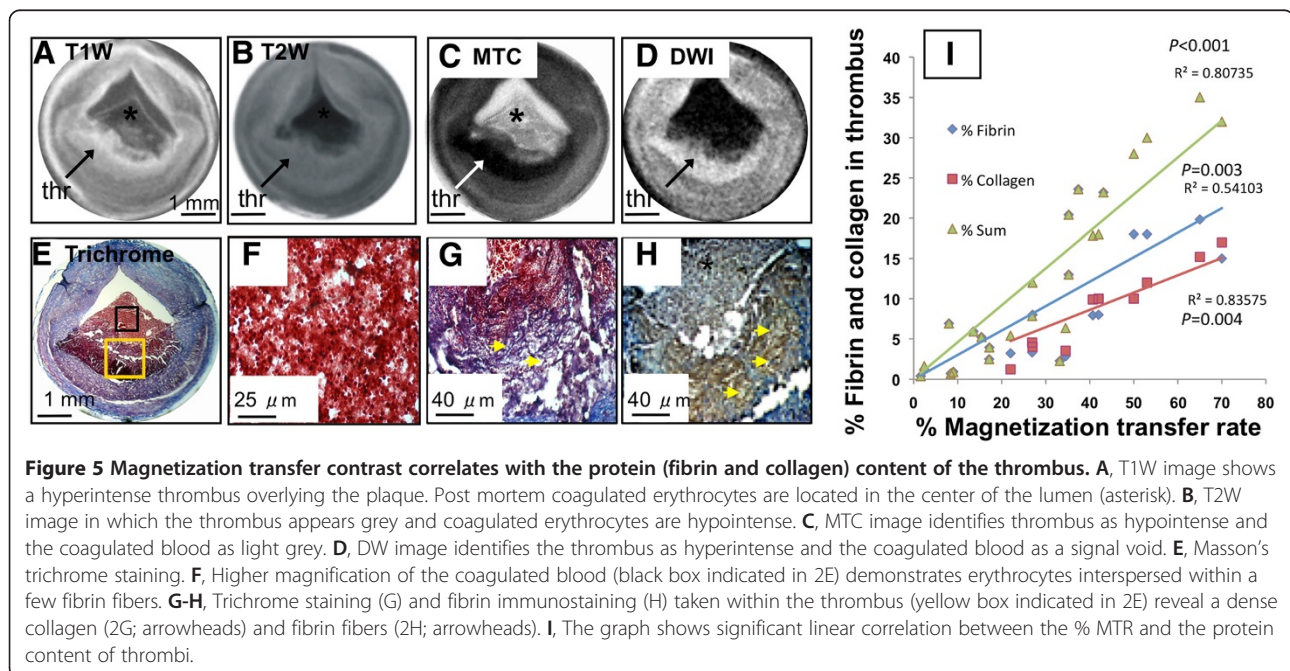 A T1W
*
thr
1 mm
B T2W
*
thr
C MTC
*
thr
D DWI
thr
E Trichrome
1 mm
F
25 μm
G
40 μm
H
*
40 μm
I
% Fibrin and collagen in thrombus
40
35
30
25
20
15
10
5
0
0 10 20 30 40 50 60 70 80
% Magnetization transfer rate
% Fibrin
% Collagen
% Sum
P<0.001
R² = 0.80735
P=0.003
R² = 0.54103
R² = 0.83575
P=0.004
Figure 5 Magnetization transfer contrast correlates with the protein (fibrin and collagen) content of the thrombus. A, T1W image shows
a hyperintense thrombus overlying the plaque. Post mortem coagulated erythrocytes are located in the center of the lumen (asterisk). B, T2W
image in which the thrombus appears grey and coagulated erythrocytes are hypointense. C, MTC image identifies thrombus as hypointense and
the coagulated blood as light grey. D, DW image identifies the thrombus as hyperintense and the coagulated blood as a signal void. E, Masson's
trichrome staining. F, Higher magnification of the coagulated blood (black box indicated in 2E) demonstrates erythrocytes interspersed within a
few fibrin fibers. G-H, Trichrome staining (G) and fibrin immunostaining (H) taken within the thrombus (yellow box indicated in 2E) reveal a dense
collagen (2G; arrowheads) and fibrin fibers (2H; arrowheads). I, The graph shows significant linear correlation between the % MTR and the protein
content of thrombi.